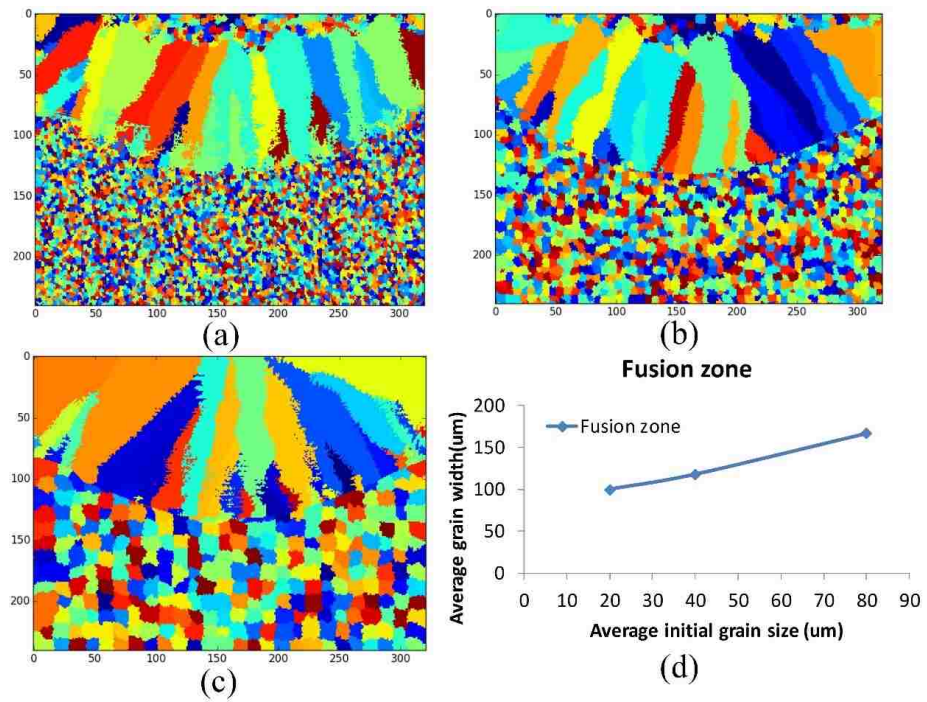 0
50
100
150
200
0 50 100 150 200 250 300
(a)
0
50
100
150
200
0 50 100 150 200 250 300
(b)
0
50
100
150
200
0 50 100 150 200 250 300
(c)
Fusion zone
200
150
100
50
0
Average grain width(um)
Fusion zone
0 10 20 30 40 50 60 70 80 90
Average initial grain size (um)
(d)